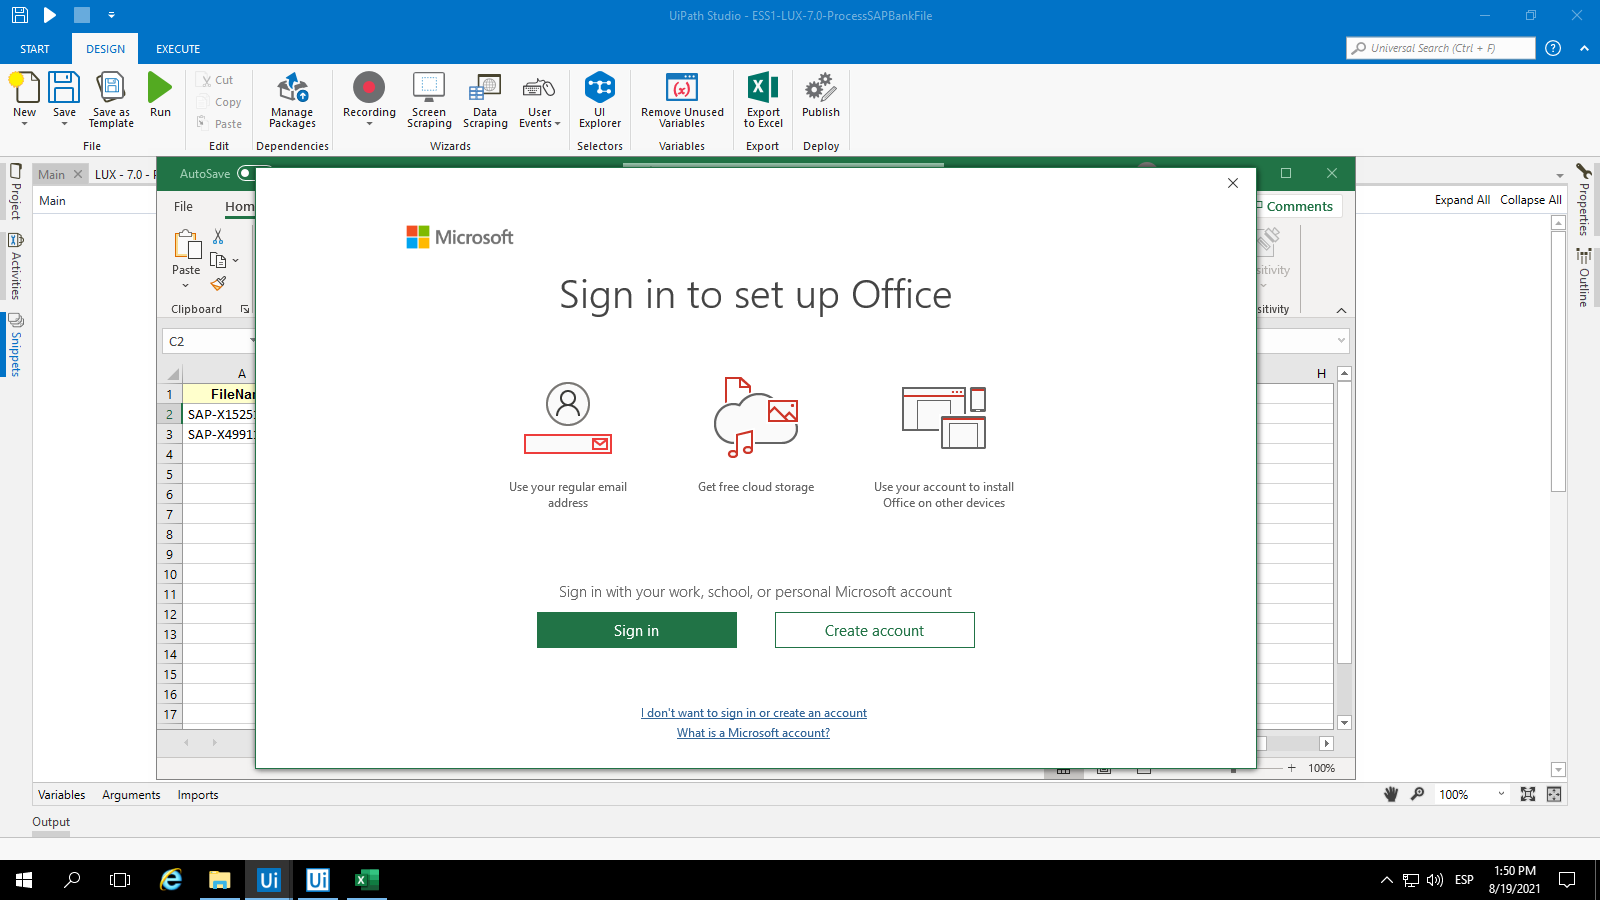 UiPath Studio - ESS1-LUX-7.0-ProcessSAPBankFile
START
DESIGN
EXECUTE
Universal Search (Ctrl + F)
New
Save
Save as
Template
Run
Cut
Copy
Paste
Manage
Packages
Recording
Screen
Scraping
Data
Scraping
User
Events
UI
Explorer
Remove Unused
Variables
Export
to Excel
Publish
File
Edit
Dependencies
Wizards
Selectors
Variables
Export
Deploy
Project
Activities
Snippets
Main
LUX - 7.0 -
Main
Expand All
Collapse All
Properties
Outline
AutoSave
File
Hom
Comments
Paste
Clipboard
sitivity
sitivity
C2
A
H
1
FileNa
2
SAP-X1525
3
SAP-X4991
4
5
6
7
8
9
10
11
12
13
14
15
16
17
100%
Microsoft
Sign in to set up Office
Use your regular email
address
Get free cloud storage
Use your account to install
Office on other devices
Sign in with your work, school, or personal Microsoft account
Sign in
Create account
I don't want to sign in or create an account
What is a Microsoft account?
Variables
Arguments
Imports
100%
Output
Ui
Ui
ESP
1:50 PM
8/19/2021